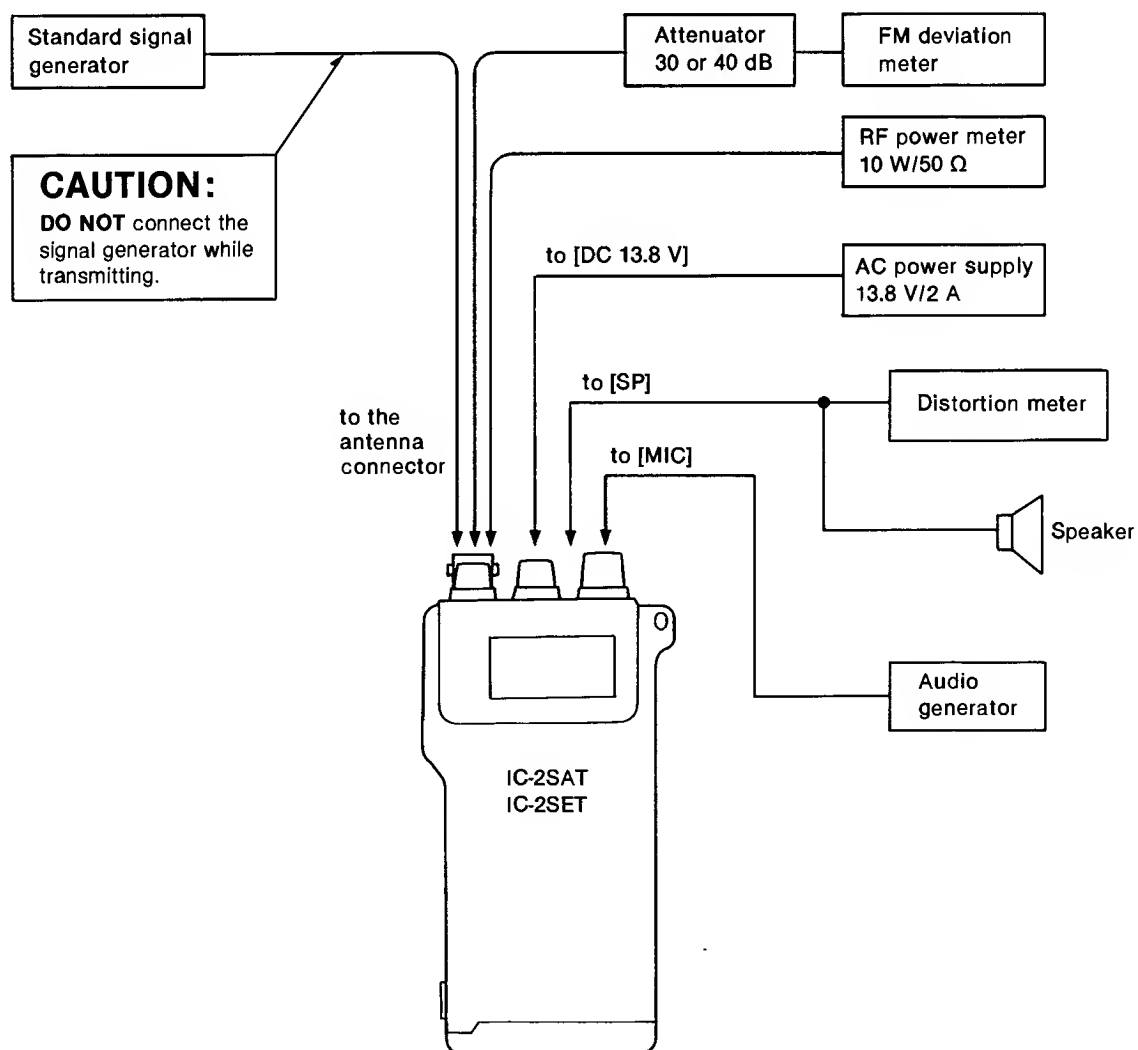 Standard signal
generator
Attenuator
30 or 40 dB
FM deviation
meter
CAUTION:
DO NOT connect the
signal generator while
transmitting.
RF power meter
10 W/50 Ω
to [DC 13.8 V]
AC power supply
13.8 V/2 A
to [SP]
Distortion meter
to the
antenna
connector
to [MIC]
Speaker
Audio
generator
IC-2SAT
IC-2SET